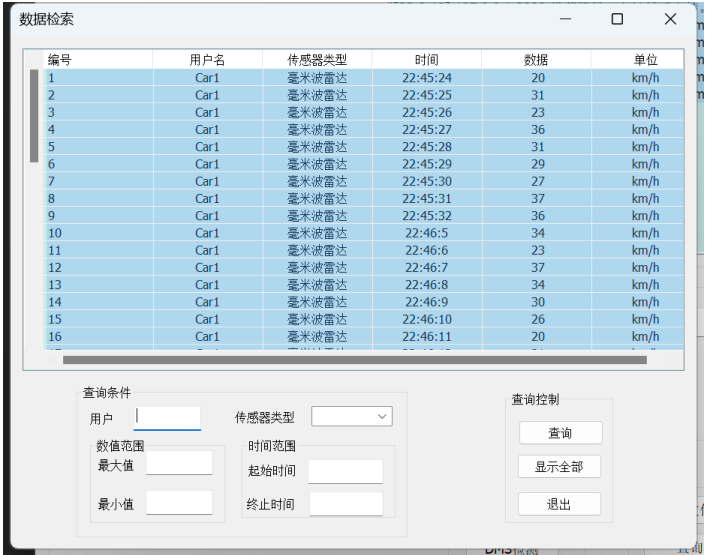 数据检索
编号 用户名 传感器类型 时间 数据 单位
1 Car1 毫米波雷达 22:45:24 20 km/h
2 Car1 毫米波雷达 22:45:25 31 km/h
3 Car1 毫米波雷达 22:45:26 23 km/h
4 Car1 毫米波雷达 22:45:27 36 km/h
5 Car1 毫米波雷达 22:45:28 31 km/h
6 Car1 毫米波雷达 22:45:29 29 km/h
7 Car1 毫米波雷达 22:45:30 27 km/h
8 Car1 毫米波雷达 22:45:31 37 km/h
9 Car1 毫米波雷达 22:45:32 36 km/h
10 Car1 毫米波雷达 22:46:5 34 km/h
11 Car1 毫米波雷达 22:46:6 23 km/h
12 Car1 毫米波雷达 22:46:7 37 km/h
13 Car1 毫米波雷达 22:46:8 34 km/h
14 Car1 毫米波雷达 22:46:9 30 km/h
15 Car1 毫米波雷达 22:46:10 26 km/h
16 Car1 毫米波雷达 22:46:11 20 km/h
查询条件
用户 传感器类型
数值范围 时间范围
最大值 起始时间
最小值 终止时间
查询控制
查询
显示全部
退出